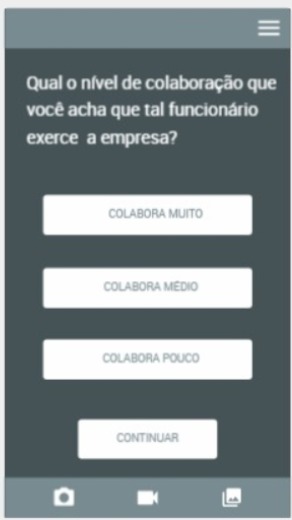 Qual o nível de colaboração que
você acha que tal funcionário
exerce a empresa?
COLABORA MUITO
COLABORA MÉDIO
COLABORA POUCO
CONTINUAR